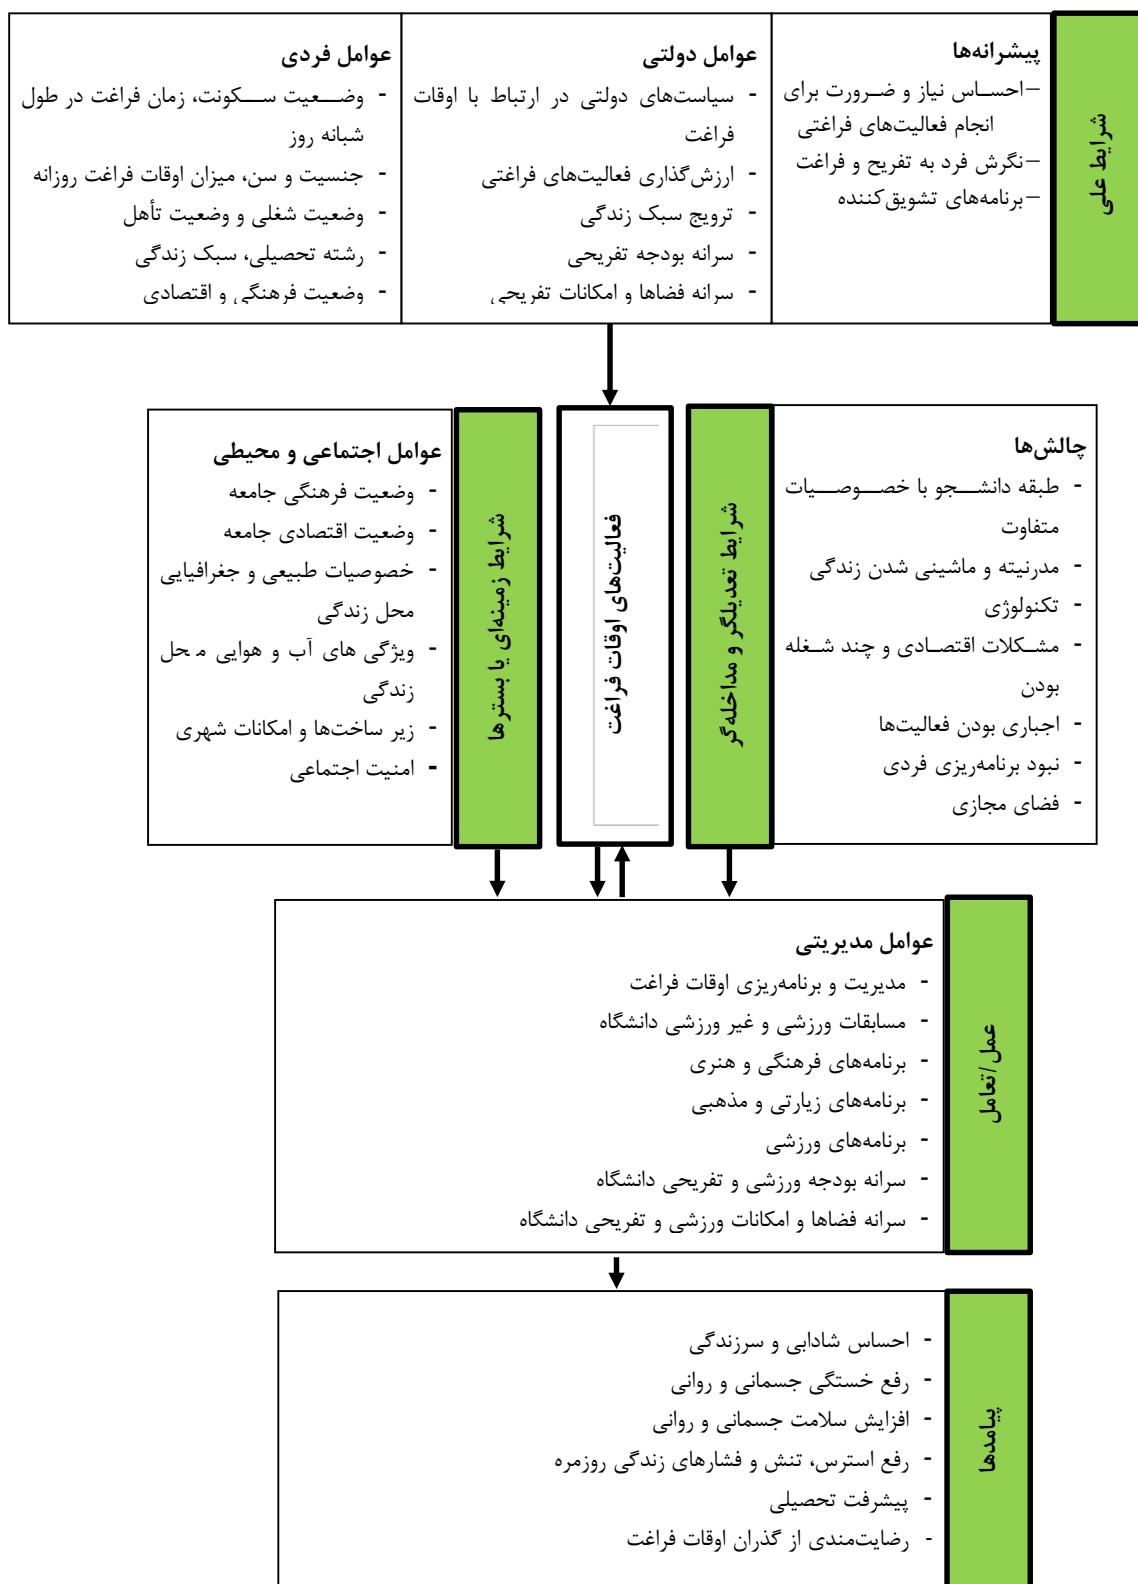 شرایط علی
پیشرانه‌ها
–احساس نیاز و ضرورت برای
انجام فعالیت‌های فراغتی
–نگرش فرد به تفریح و فراغت
–برنامه‌های تشویق‌کننده
عوامل دولتی
- سیاست‌های دولتی در ارتباط با اوقات
فراغت
- ارزش‌گذاری فعالیت‌های فراغتی
- ترویج سبک زندگی
- سرانه بودجه تفریحی
- سرانه فضاها و امکانات تفریحی
عوامل فردی
- وضعیت سکونت، زمان فراغت در طول
شبانه روز
- جنسیت و سن، میزان اوقات فراغت روزانه
- وضعیت شغلی و وضعیت تأهل
- رشته تحصیلی، سبک زندگی
- وضعیت فرهنگی و اقتصادی
چالش‌ها
- طبقه دانشجو با خصوصیات
متفاوت
- مدرنیته و ماشینی شدن زندگی
- تکنولوژی
- مشکلات اقتصادی و چند شغله
بودن
- اجباری بودن فعالیت‌ها
- نبود برنامه‌ریزی فردی
- فضای مجازی
شرایط تعدیلگر و مداخله‌گر
فعالیت‌های اوقات فراغت
شرایط زمینه‌ای یا بسترها
عوامل اجتماعی و محیطی
- وضعیت فرهنگی جامعه
- وضعیت اقتصادی جامعه
- خصوصیات طبیعی و جغرافیایی
محل زندگی
- ویژگی های آب و هوایی محل
زندگی
- زیر ساخت‌ها و امکانات شهری
- امنیت اجتماعی
عمل/تعامل
عوامل مدیریتی
- مدیریت و برنامه‌ریزی اوقات فراغت
- مسابقات ورزشی و غیر ورزشی دانشگاه
- برنامه‌های فرهنگی و هنری
- برنامه‌های زیارتی و مذهبی
- برنامه‌های ورزشی
- سرانه بودجه ورزشی و تفریحی دانشگاه
- سرانه فضاها و امکانات ورزشی و تفریحی دانشگاه
پیامدها
- احساس شادابی و سرزندگی
- رفع خستگی جسمانی و روانی
- افزایش سلامت جسمانی و روانی
- رفع استرس، تنش و فشارهای زندگی روزمره
- پیشرفت تحصیلی
- رضایت‌مندی از گذران اوقات فراغت